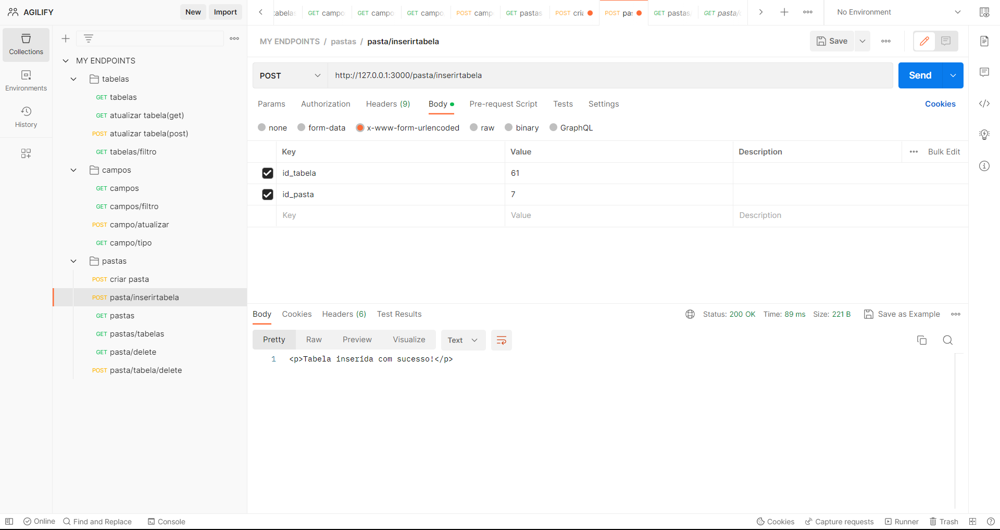 AGILIFY
New
Import
tabelas
GET campo
GET campo
GET campo
POST camp
GET pastas
POST cria
POST pas
GET pastas/
GET pasta/
No Environment
Collections
Environments
History
MY ENDPOINTS
tabelas
GET tabelas
GET atualizar tabela(get)
POST atualizar tabela(post)
GET tabelas/filtro
campos
GET campos
GET campos/filtro
POST campo/atualizar
GET campo/tipo
pastas
POST criar pasta
POST pasta/inserirtabela
GET pastas
GET pastas/tabelas
GET pasta/delete
POST pasta/tabela/delete
MY ENDPOINTS / pastas / pasta/inserirtabela
Save
POST
http://127.0.0.1:3000/pasta/inserirtabela
Send
Params
Authorization
Headers (9)
Body
Pre-request Script
Tests
Settings
Cookies
none
form-data
x-www-form-urlencoded
raw
binary
GraphQL
Key
Value
Description
Bulk Edit
id_tabela
61
id_pasta
7
Key
Value
Description
Body
Cookies
Headers (6)
Test Results
Status: 200 OK
Time: 89 ms
Size: 221 B
Save as Example
Pretty
Raw
Preview
Visualize
Text
1 <p>Tabela inserida com sucesso!</p>
Online
Find and Replace
Console
Cookies
Capture requests
Runner
Trash